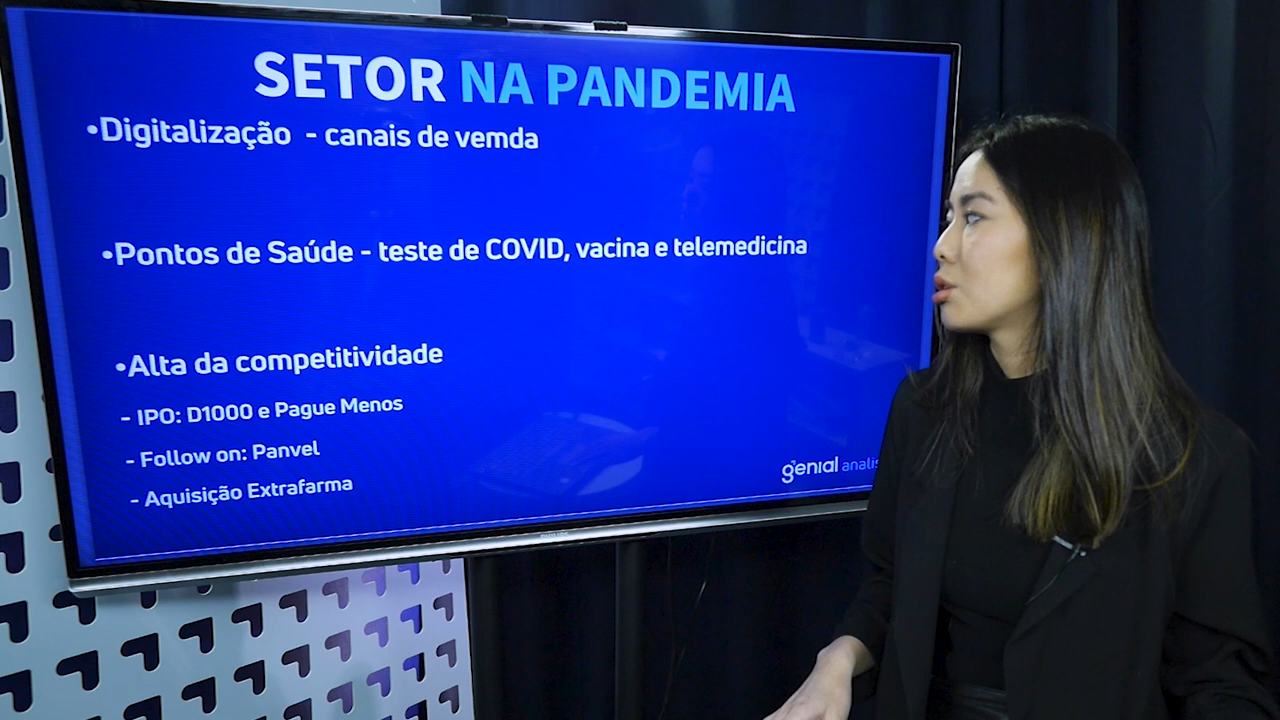 SETOR NA PANDEMIA
•Digitalização - canais de vemda
•Pontos de Saúde - teste de COVID, vacina e telemedicina
•Alta da competitividade
- IPO: D1000 e Pague Menos
- Follow on: Panvel
- Aquisição Extrafarma
genial analis